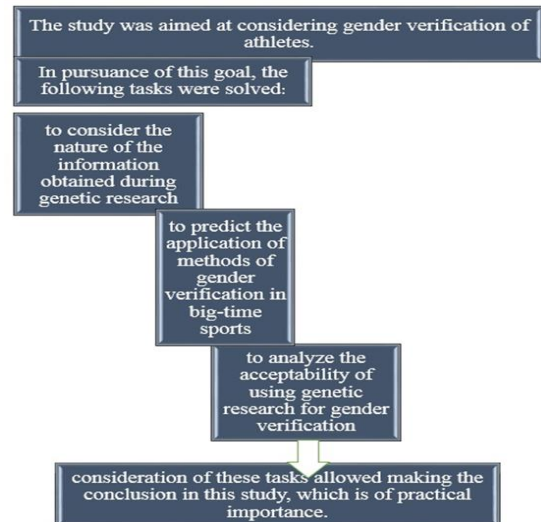 The study was aimed at considering gender verification of
athletes.
In pursuance of this goal, the
following tasks were solved:
to consider the
nature of the
information
obtained during
genetic research
to predict the
application of
methods of
gender
verification in
big-time
sports
to analyze the
acceptability of
using genetic
research for gender
verification
consideration of these tasks allowed making the
conclusion in this study, which is of practical
importance.